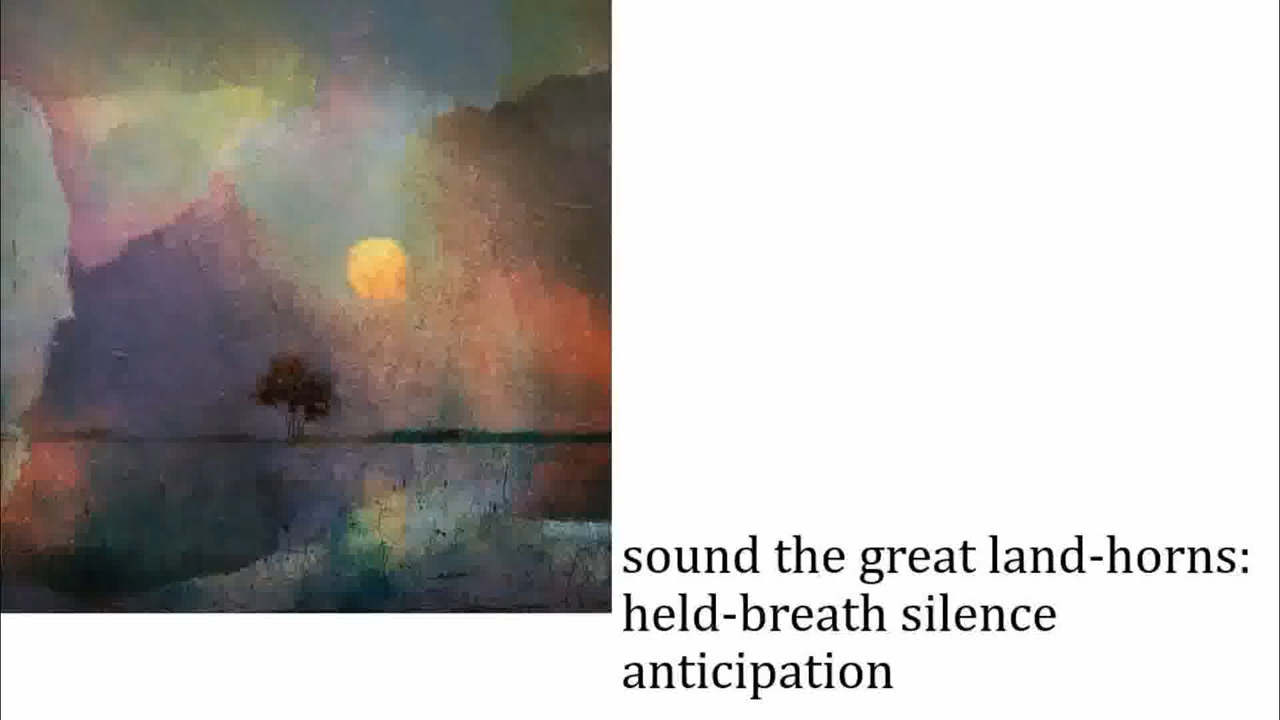 sound the great land-horns:
held-breath silence
anticipation